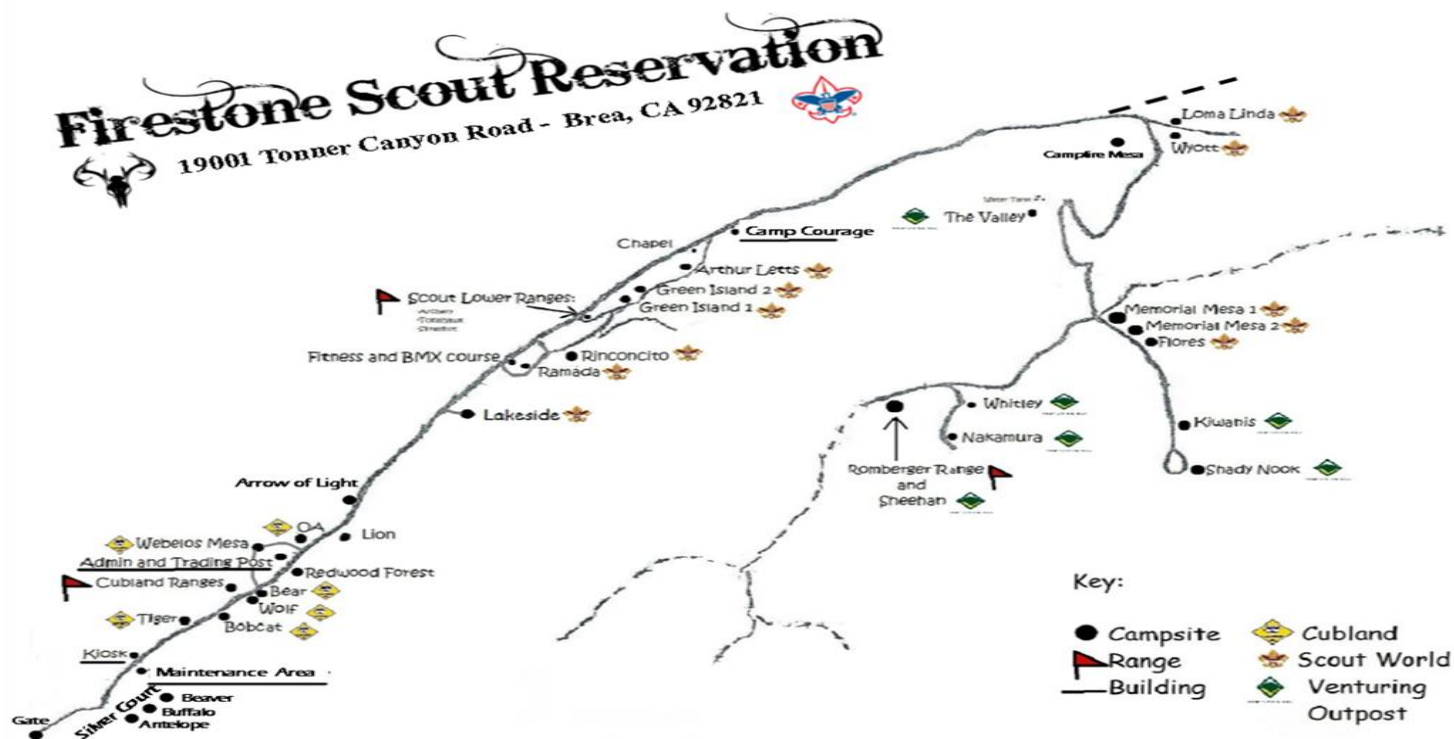 Firestone Scout Reservation
19001 Tonner Canyon Road - Brea, CA 92821
Loma Linda
Wyott
Campfire Mesa
The Valley
Camp Courage
Chapel
Arthur Letts
Green Island 2
Green Island 1
Scout Lower Ranges:
Memorial Mesa 1
Memorial Mesa 2
Flores
Fitness and BMX course
Rinconcito
Ramada
Lakeside
Whitley
Nakamura
Kiwanis
Romberger Range
and
Sheehan
Shady Nook
Arrow of Light
OA
Lion
Webelos Mesa
Admin and Trading Post
Redwood Forest
Cubland Ranges
Bear
Wolf
Tiger
Bobcat
Kiosk
Maintenance Area
Silver Court
Beaver
Buffalo
Antelope
Gate
Key:
Campsite
Range
Building
Cubland
Scout World
Venturing
Outpost